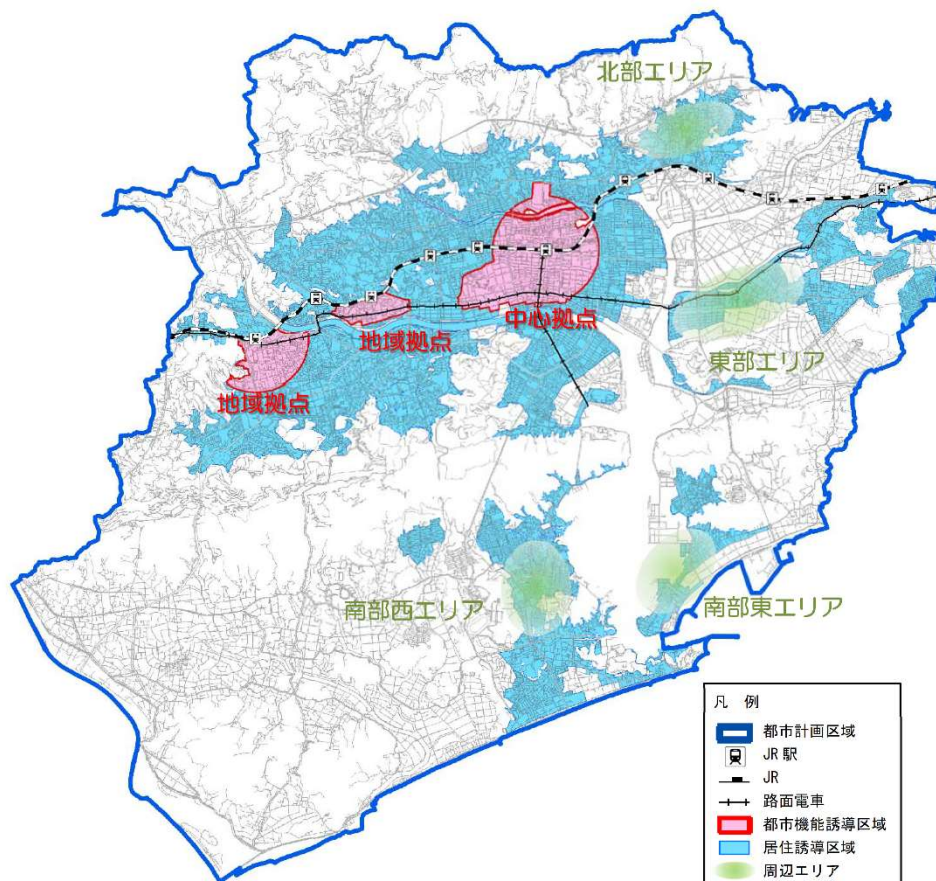 北部エリア
中心拠点
地域拠点
東部エリア
地域拠点
南部西エリア
南部東エリア
凡 例
都市計画区域
JR駅
JR
路面電車
都市機能誘導区域
居住誘導区域
周辺エリア